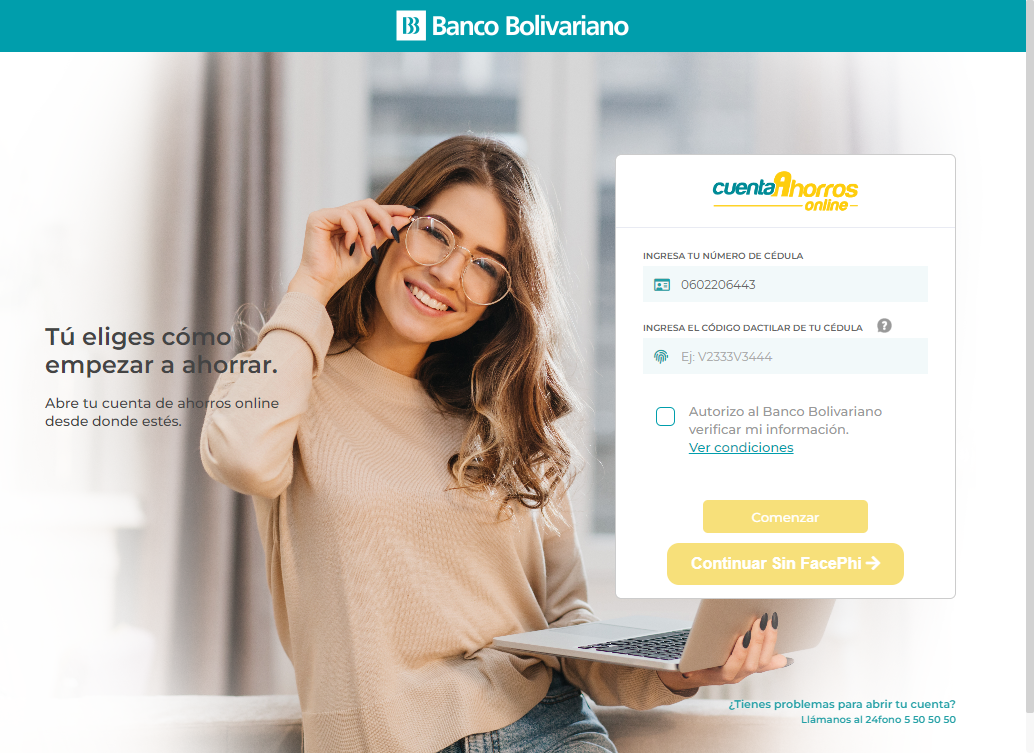 Banco Bolivariano
Tú eliges cómo
empezar a ahorrar.
Abre tu cuenta de ahorros online
desde donde estés.
cuentaAhorros
online
INGRESA TU NÚMERO DE CÉDULA
0602206443
INGRESA EL CÓDIGO DACTILAR DE TU CÉDULA ?
Ej: V2333V3444
Autorizo al Banco Bolivariano
verificar mi información.
Ver condiciones
Comenzar
Continuar Sin FacePhi →
¿Tienes problemas para abrir tu cuenta?
Llámanos al 24fono 5 50 50 50